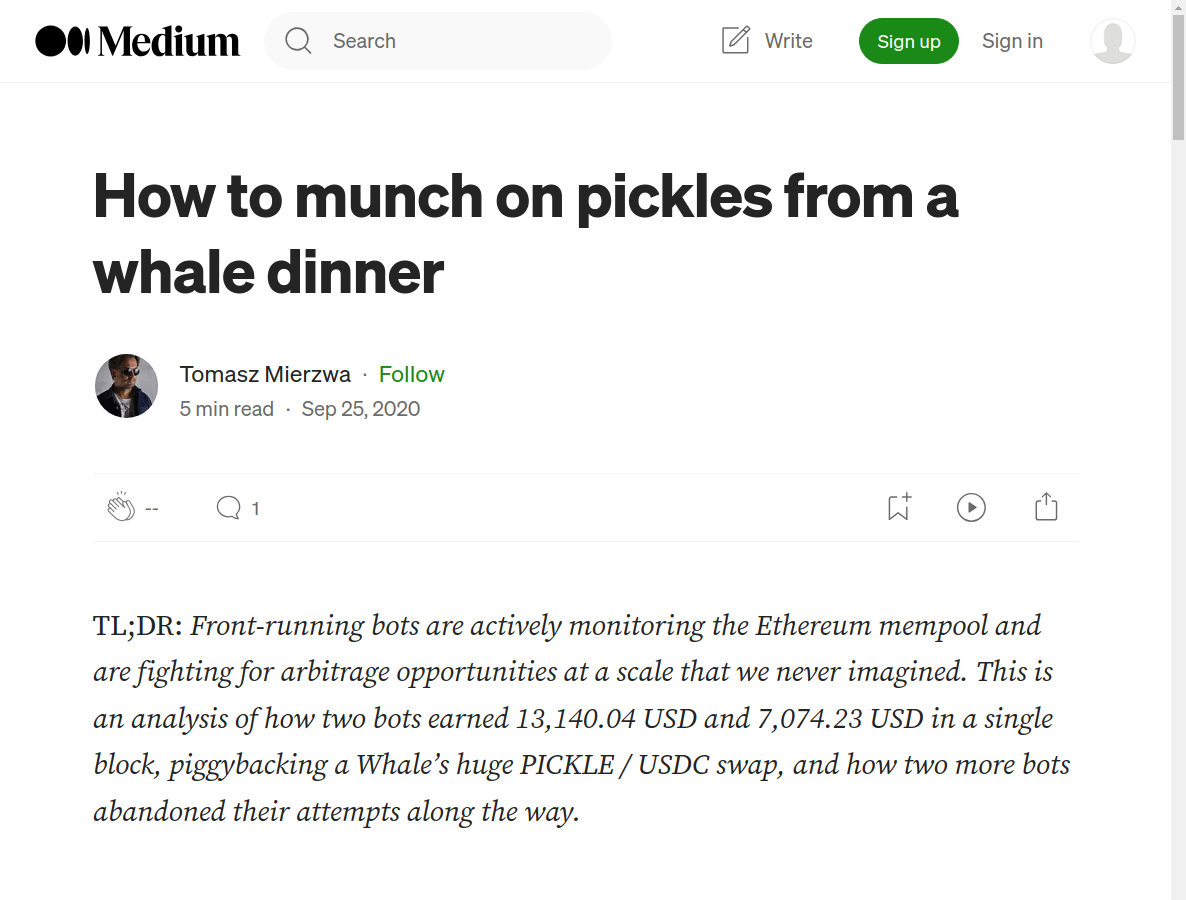 Medium
Search
Write
Sign up
Sign in
How to munch on pickles from a
whale dinner
Tomasz Mierzwa · Follow
5 min read · Sep 25, 2020
--
1
TL;DR: Front-running bots are actively monitoring the Ethereum mempool and
are fighting for arbitrage opportunities at a scale that we never imagined. This is
an analysis of how two bots earned 13,140.04 USD and 7,074.23 USD in a single
block, piggybacking a Whale’s huge PICKLE / USDC swap, and how two more bots
abandoned their attempts along the way.